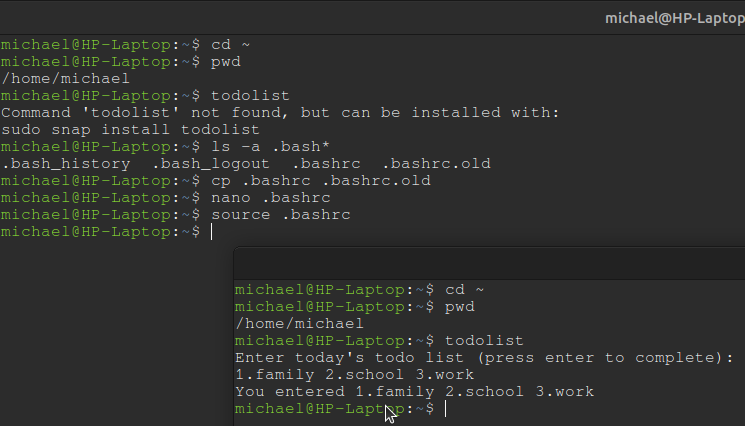 michael@HP-Laptop
michael@HP-Laptop:~$ cd ~
michael@HP-Laptop:~$ pwd
/home/michael
michael@HP-Laptop:~$ todolist
Command 'todolist' not found, but can be installed with:
sudo snap install todolist
michael@HP-Laptop:~$ ls -a .bash*
.bash_history  .bash_logout  .bashrc  .bashrc.old
michael@HP-Laptop:~$ cp .bashrc .bashrc.old
michael@HP-Laptop:~$ nano .bashrc
michael@HP-Laptop:~$ source .bashrc
michael@HP-Laptop:~$
michael@HP-Laptop:~$ cd ~
michael@HP-Laptop:~$ pwd
/home/michael
michael@HP-Laptop:~$ todolist
Enter today's todo list (press enter to complete):
1.family 2.school 3.work
You entered 1.family 2.school 3.work
michael@HP-Laptop:~$